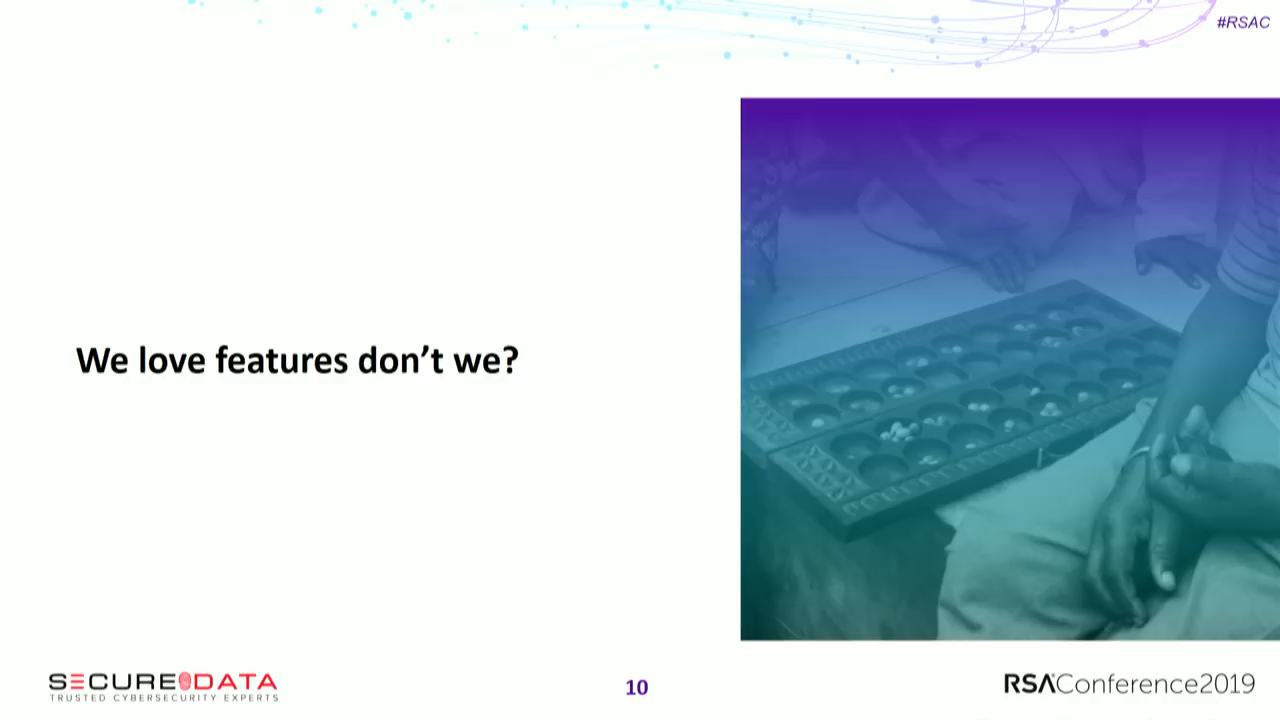 #RSAC
We love features don't we?
SECUREDATA
TRUSTED CYBERSECURITY EXPERTS
10
RSAConference2019